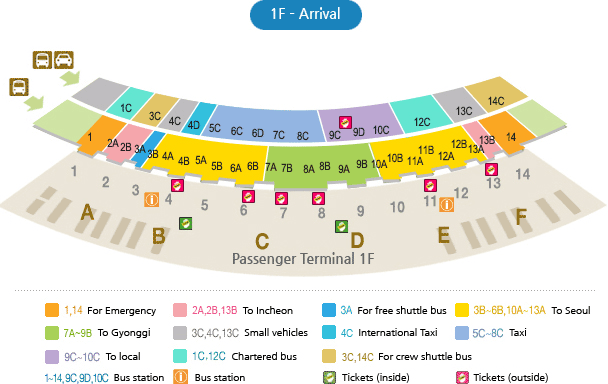 1F - Arrival
1C
3C
4C
4D
5C
6C
6D
7C
8C
9C
9D
10C
12C
13C
14C
1
2A
2B
3A
3B
4A
4B
5A
5B
6A
6B
7A
7B
8A
8B
9A
9B
10A
10B
11A
11B
12A
12B
13A
13B
14
1
2
3
4
5
6
7
8
9
10
11
12
13
14
A
B
C
D
E
F
Passenger Terminal 1F
1,14 For Emergency
2A,2B,13B To Incheon
3A For free shuttle bus
3B~6B,10A~13A To Seoul
7A~9B To Gyonggi
3C,4C,13C Small vehicles
4C International Taxi
5C~8C Taxi
9C~10C To local
1C,12C Chartered bus
3C,14C For crew shuttle bus
1~14,9C,9D,10C Bus station
Bus station
Tickets (inside)
Tickets (outside)